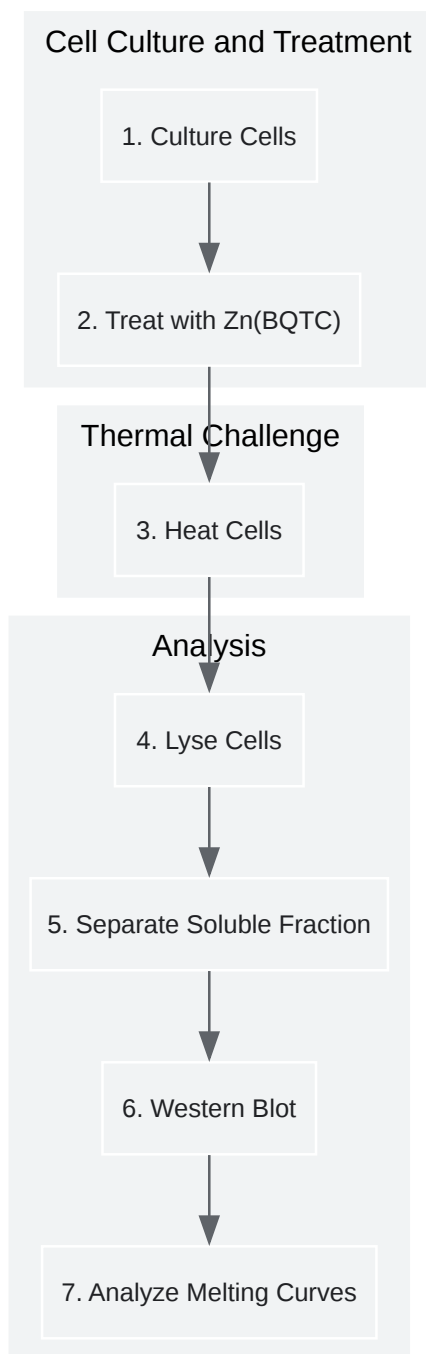 Cell Culture and Treatment
1. Culture Cells
2. Treat with Zn(BQTC)
Thermal Challenge
3. Heat Cells
Analysis
4. Lyse Cells
5. Separate Soluble Fraction
6. Western Blot
7. Analyze Melting Curves